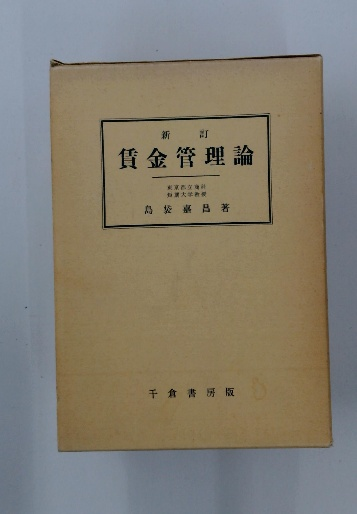 新訂
賃金管理論
島袋嘉昌著
千倉書房版